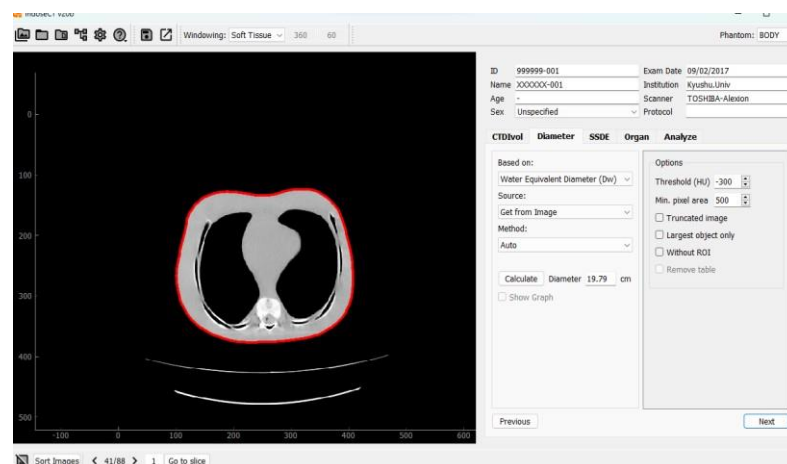 IndoseCT v20b
Windowing: Soft Tissue 360 60 Phantom: BODY
ID 999999-001 Exam Date 09/02/2017
Name XXXXXX-001 Institution Kyushu.Univ
Age - Scanner TOSHIBA-Alexion
Sex Unspecified Protocol
CTDIvol Diameter SSDE Organ Analyze
Based on: Options
Water Equivalent Diameter (Dw) Threshold (HU) -300
Source: Min. pixel area 500
Get from Image Truncated image
Method: Largest object only
Auto Without ROI
Remove table
Calculate Diameter 19.79 cm
Show Graph
0
100
200
300
400
500
-100 0 100 200 300 400 500 600
Previous Next
Sort Images 41/88 1 Go to slice